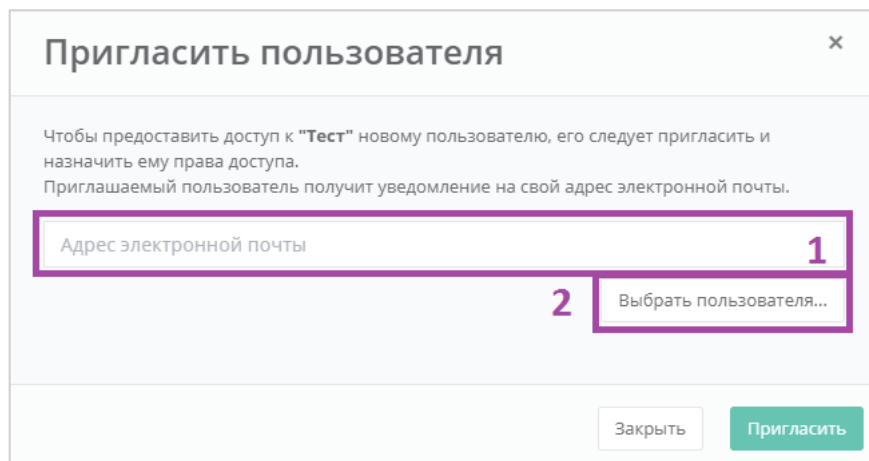 Пригласить пользователя
×
Чтобы предоставить доступ к "Тест" новому пользователю, его следует пригласить и
назначить ему права доступа.
Приглашаемый пользователь получит уведомление на свой адрес электронной почты.
Адрес электронной почты 1
2 Выбрать пользователя...
Закрыть Пригласить